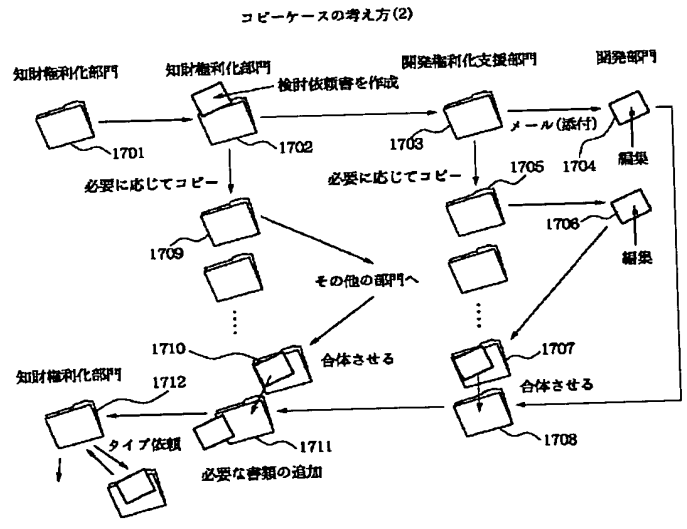 コピーケースの考え方(2)
知財権利化部門
知財権利化部門
開発権利化支援部門
開発部門
検討依頼書を作成
メール(添付)
1701
1702
1703
1704
編集
必要に応じてコピー
必要に応じてコピー
1705
1709
1706
編集
その他の部門へ
1710
合体させる
1707
知財権利化部門
1712
合体させる
タイプ依頼
1711
1708
必要な書類の追加